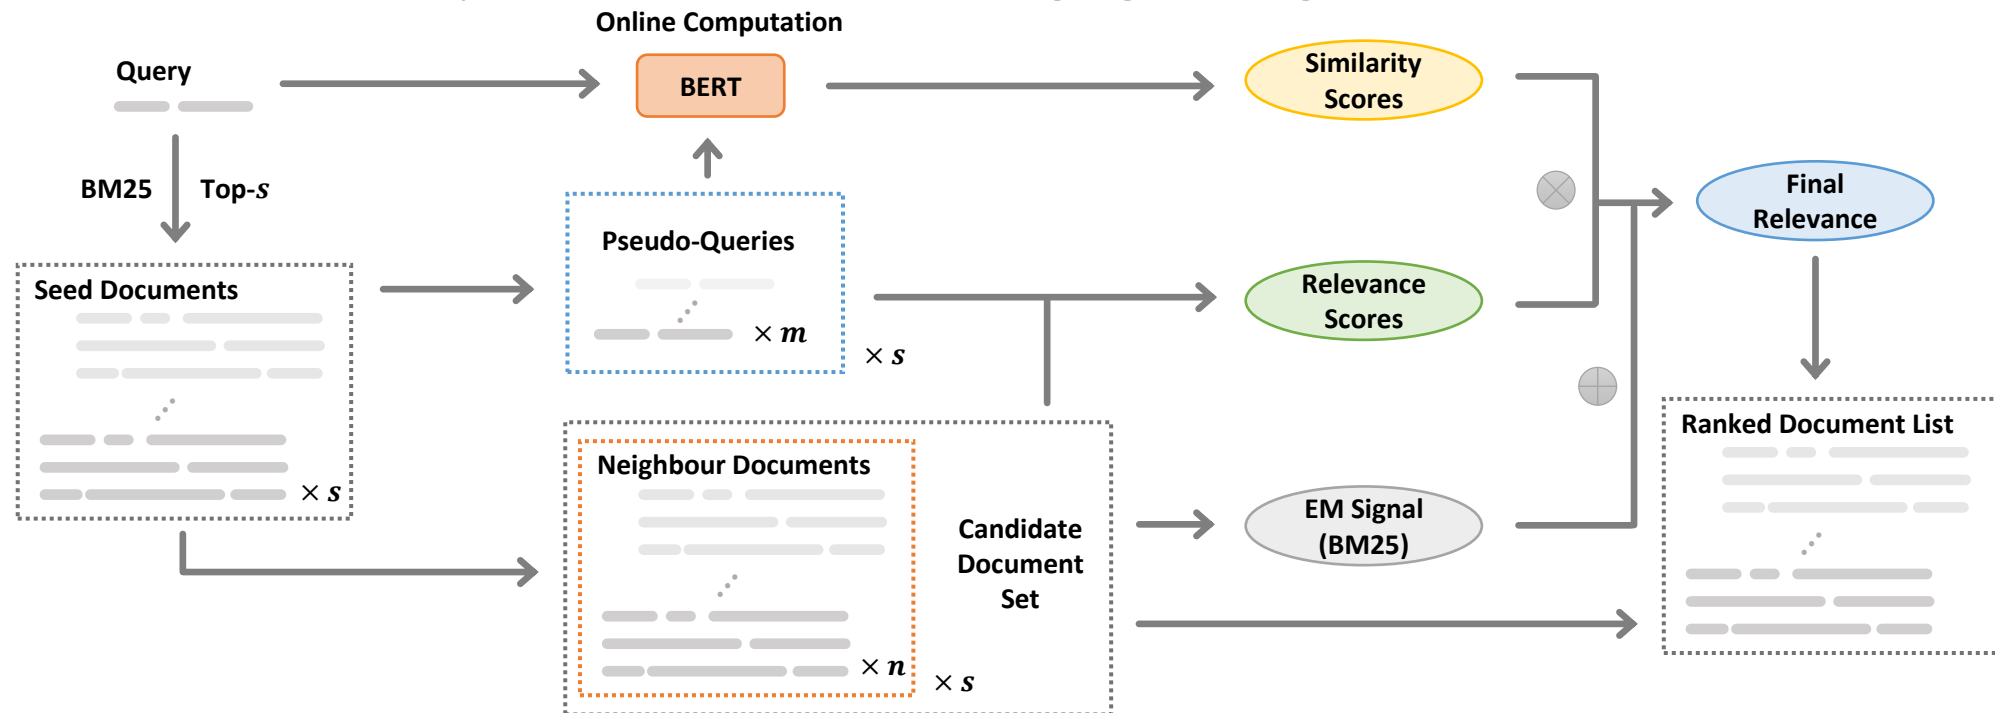 Online Computation
Query
BERT
Similarity
Scores
BM25
Top-s
Final
Relevance
Pseudo-Queries
× m
× s
Seed Documents
× s
Relevance
Scores
Neighbour Documents
× n
× s
Candidate
Document
Set
EM Signal
(BM25)
Ranked Document List